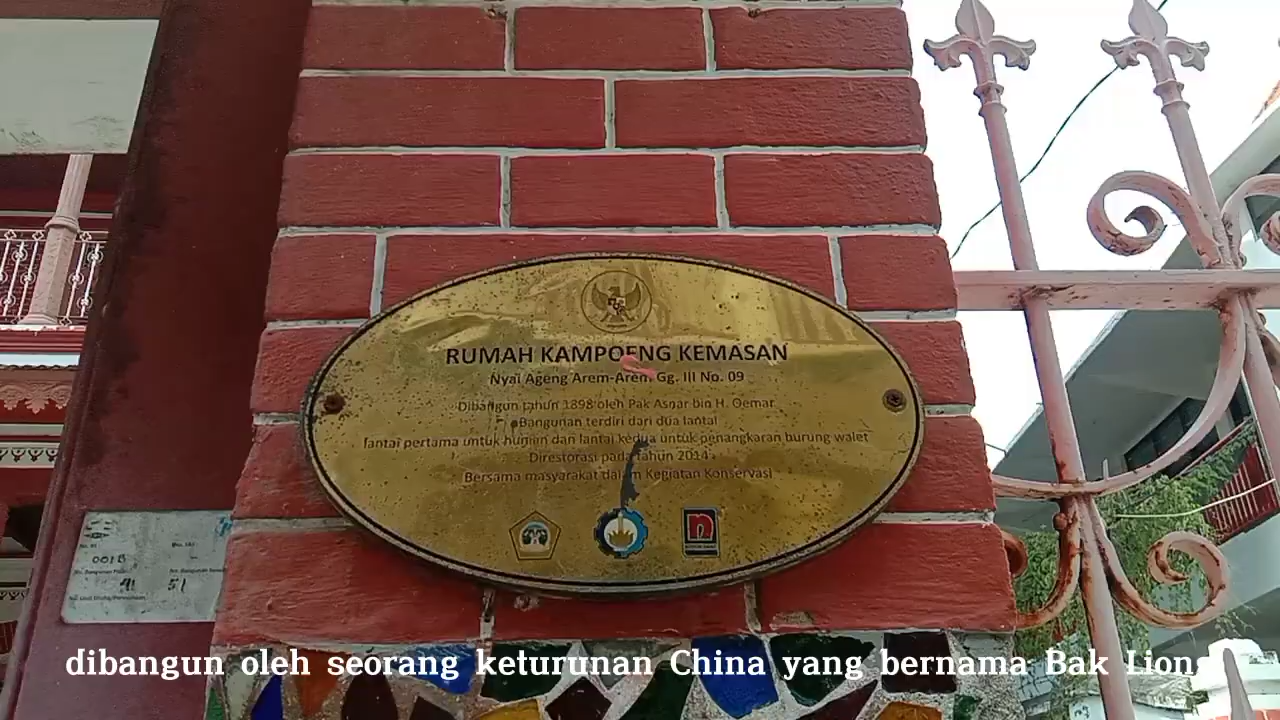 RUMAH KAMPOENG KEMASAN
Nyai Ageng Arem-Arem Gg. III No. 09
Dibangun tahun 1898 oleh Pak Asnar bin H. Oemar
Bangunan terdiri dari dua lantai
lantai pertama untuk hunian dan lantai kedua untuk penangkaran burung walet
Direstorasi pada tahun 2014
Bersama masyarakat dalam Kegiatan Konservasi
001B
dibangun oleh seorang keturunan China yang bernama Bak Liong